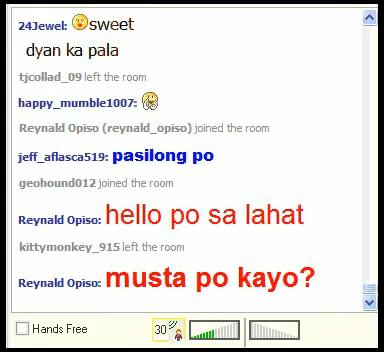 24Jewel: sweet
dyan ka pala
tjcollad_09 left the room
happy_mumble1007:
Reynald Opiso (reynald_opiso) joined the room
jeff_aflasca519: pasilong po
geohound012 joined the room
Reynald Opiso: hello po sa lahat
kittymonkey_915 left the room
Reynald Opiso: musta po kayo?
Hands Free
30